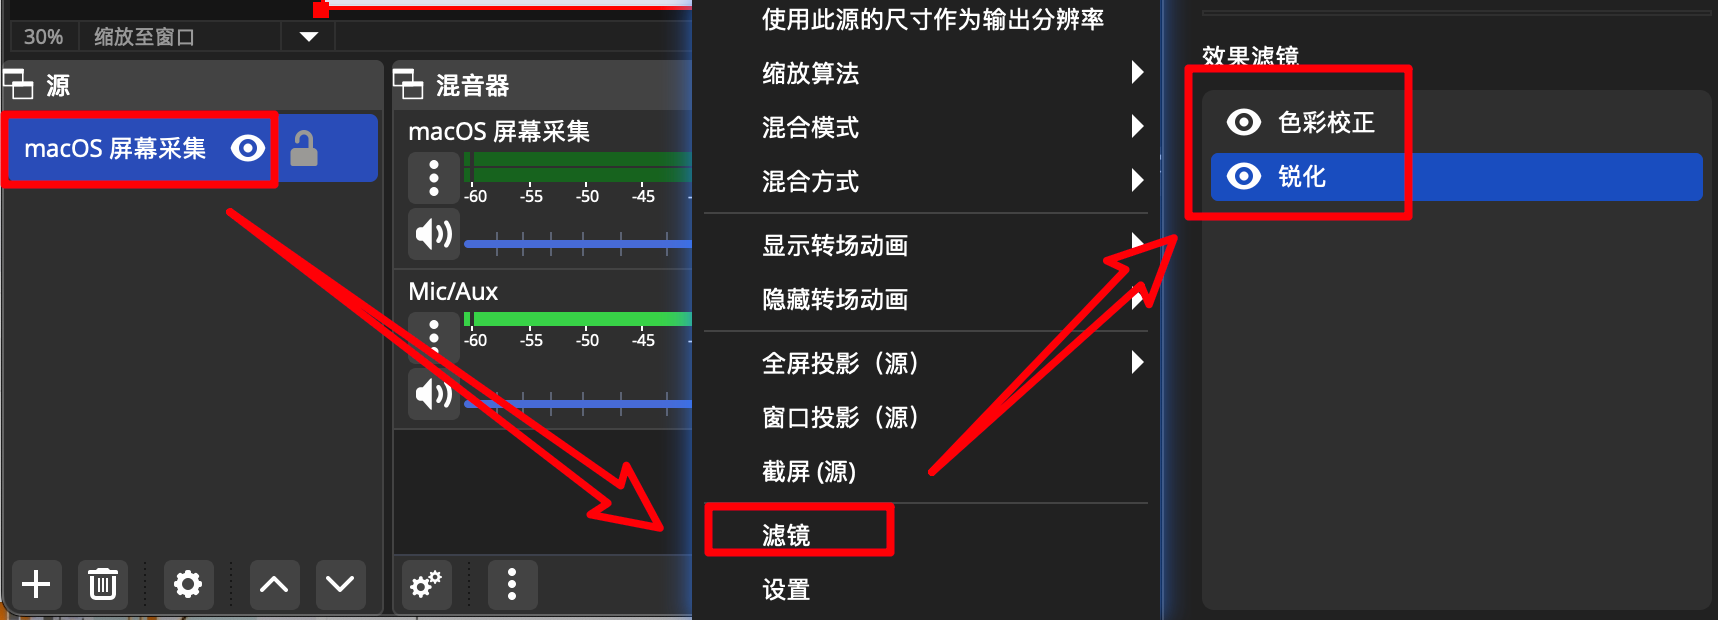 30%
缩放至窗口
源
macOS 屏幕采集
混音器
macOS 屏幕采集
-60 -55 -50 -45
Mic/Aux
-60 -55 -50 -45
使用此源的尺寸作为输出分辨率
缩放算法
混合模式
混合方式
显示转场动画
隐藏转场动画
全屏投影（源）
窗口投影（源）
截屏 (源)
滤镜
设置
效果滤镜
色彩校正
锐化